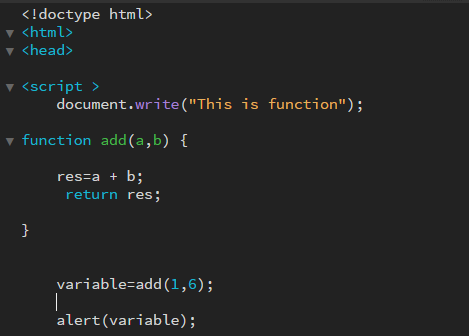 <!doctype html>
<html>
<head>
<script >
document.write("This is function");
function add(a,b) {
res=a + b;
return res;
}
variable=add(1,6);
alert(variable);